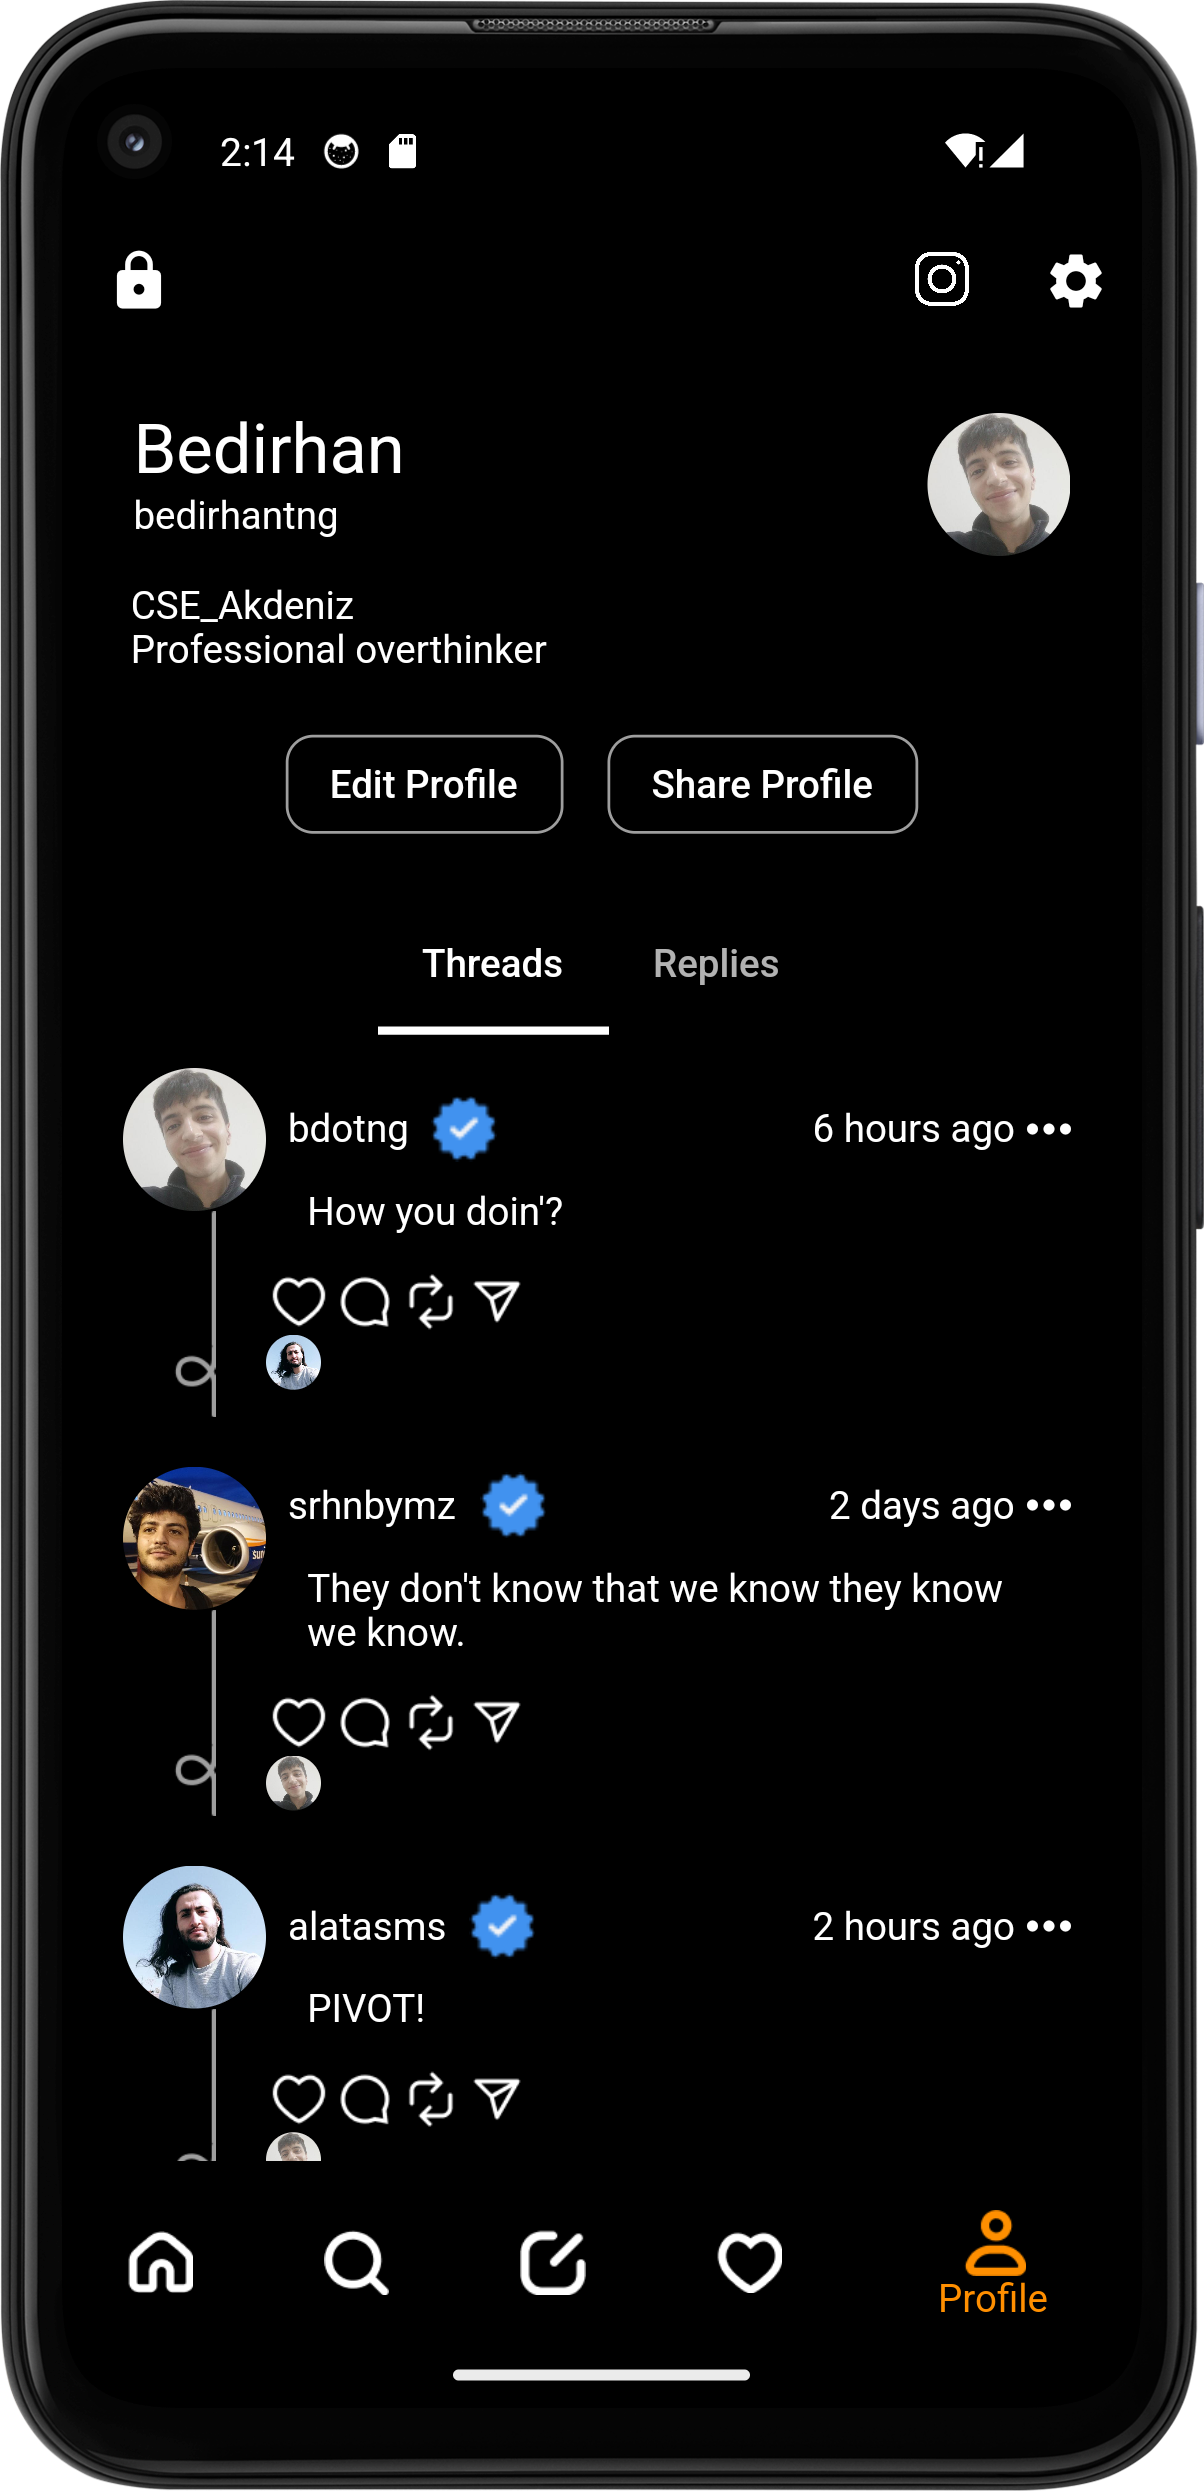 2:14
Bedirhan
bedirhantng
CSE_Akdeniz
Professional overthinker
Edit Profile Share Profile
Threads Replies
bdotng 6 hours ago
How you doin'?
srhnbymz 2 days ago
They don't know that we know they know
we know.
alatasms 2 hours ago
PIVOT!
Profile